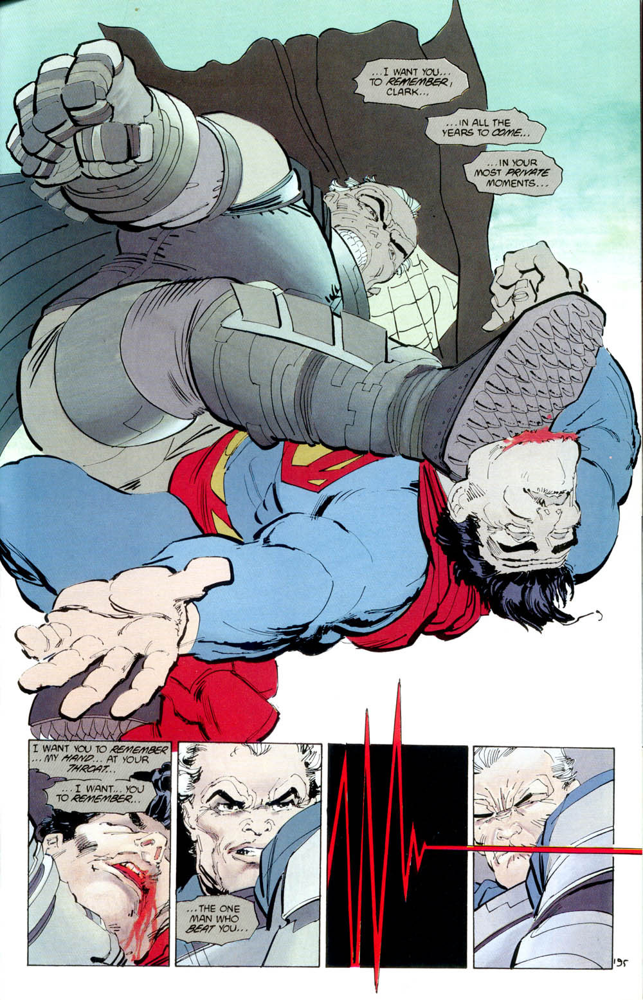 ...I WANT YOU...
TO REMEMBER,
CLARK...
...IN ALL THE
YEARS TO COME...
...IN YOUR
MOST PRIVATE
MOMENTS...
I WANT YOU TO REMEMBER
...MY HAND... AT YOUR
THROAT...
...I WANT... YOU
TO REMEMBER...
...THE ONE
MAN WHO
BEAT YOU...
195